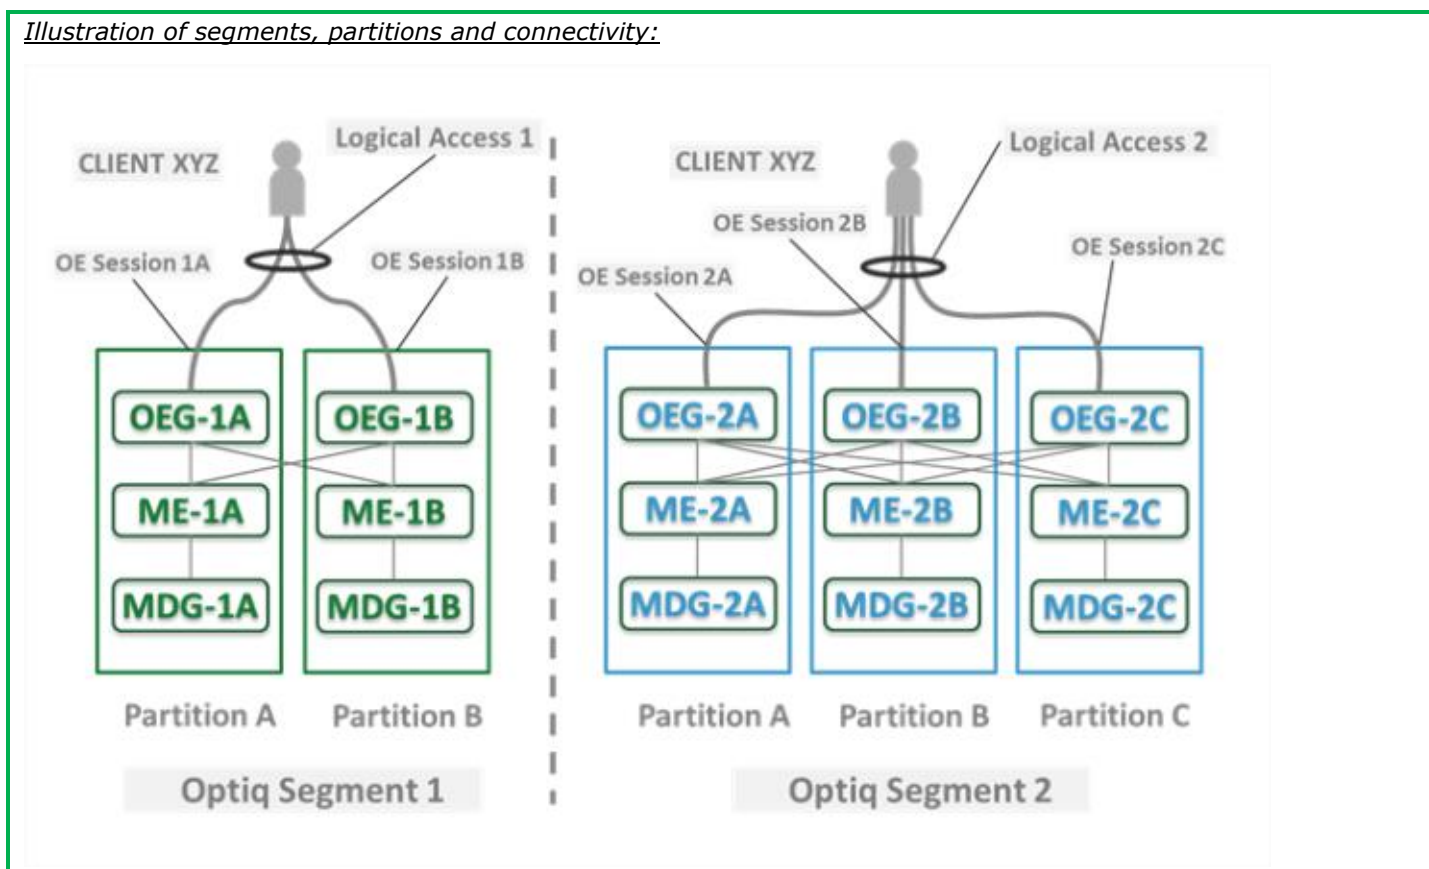 Illustration of segments, partitions and connectivity:
CLIENT XYZ
Logical Access 1
OE Session 1A
OE Session 1B
OEG-1A
OEG-1B
ME-1A
ME-1B
MDG-1A
MDG-1B
Partition A
Partition B
Optiq Segment 1
CLIENT XYZ
Logical Access 2
OE Session 2B
OE Session 2A
OE Session 2C
OEG-2A
OEG-2B
OEG-2C
ME-2A
ME-2B
ME-2C
MDG-2A
MDG-2B
MDG-2C
Partition A
Partition B
Partition C
Optiq Segment 2